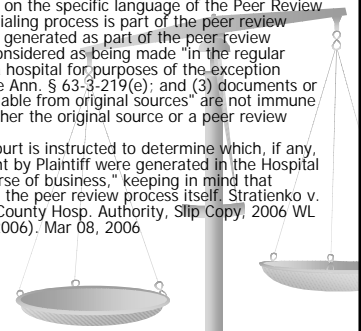 on the specific language of the Peer Review
ialing process is part of the peer review
generated as part of the peer review
onsidered as being made "in the regular
hospital for purposes of the exception
e Ann. § 63-3-219(e); and (3) documents or
able from original sources" are not immune
her the original source or a peer review
ourt is instructed to determine which, if any,
nt by Plaintiff were generated in the Hospital
rse of business," keeping in mind that
the peer review process itself. Stratienko v.
County Hosp. Authority, Slip Copy, 2006 WL
2006). Mar 08, 2006